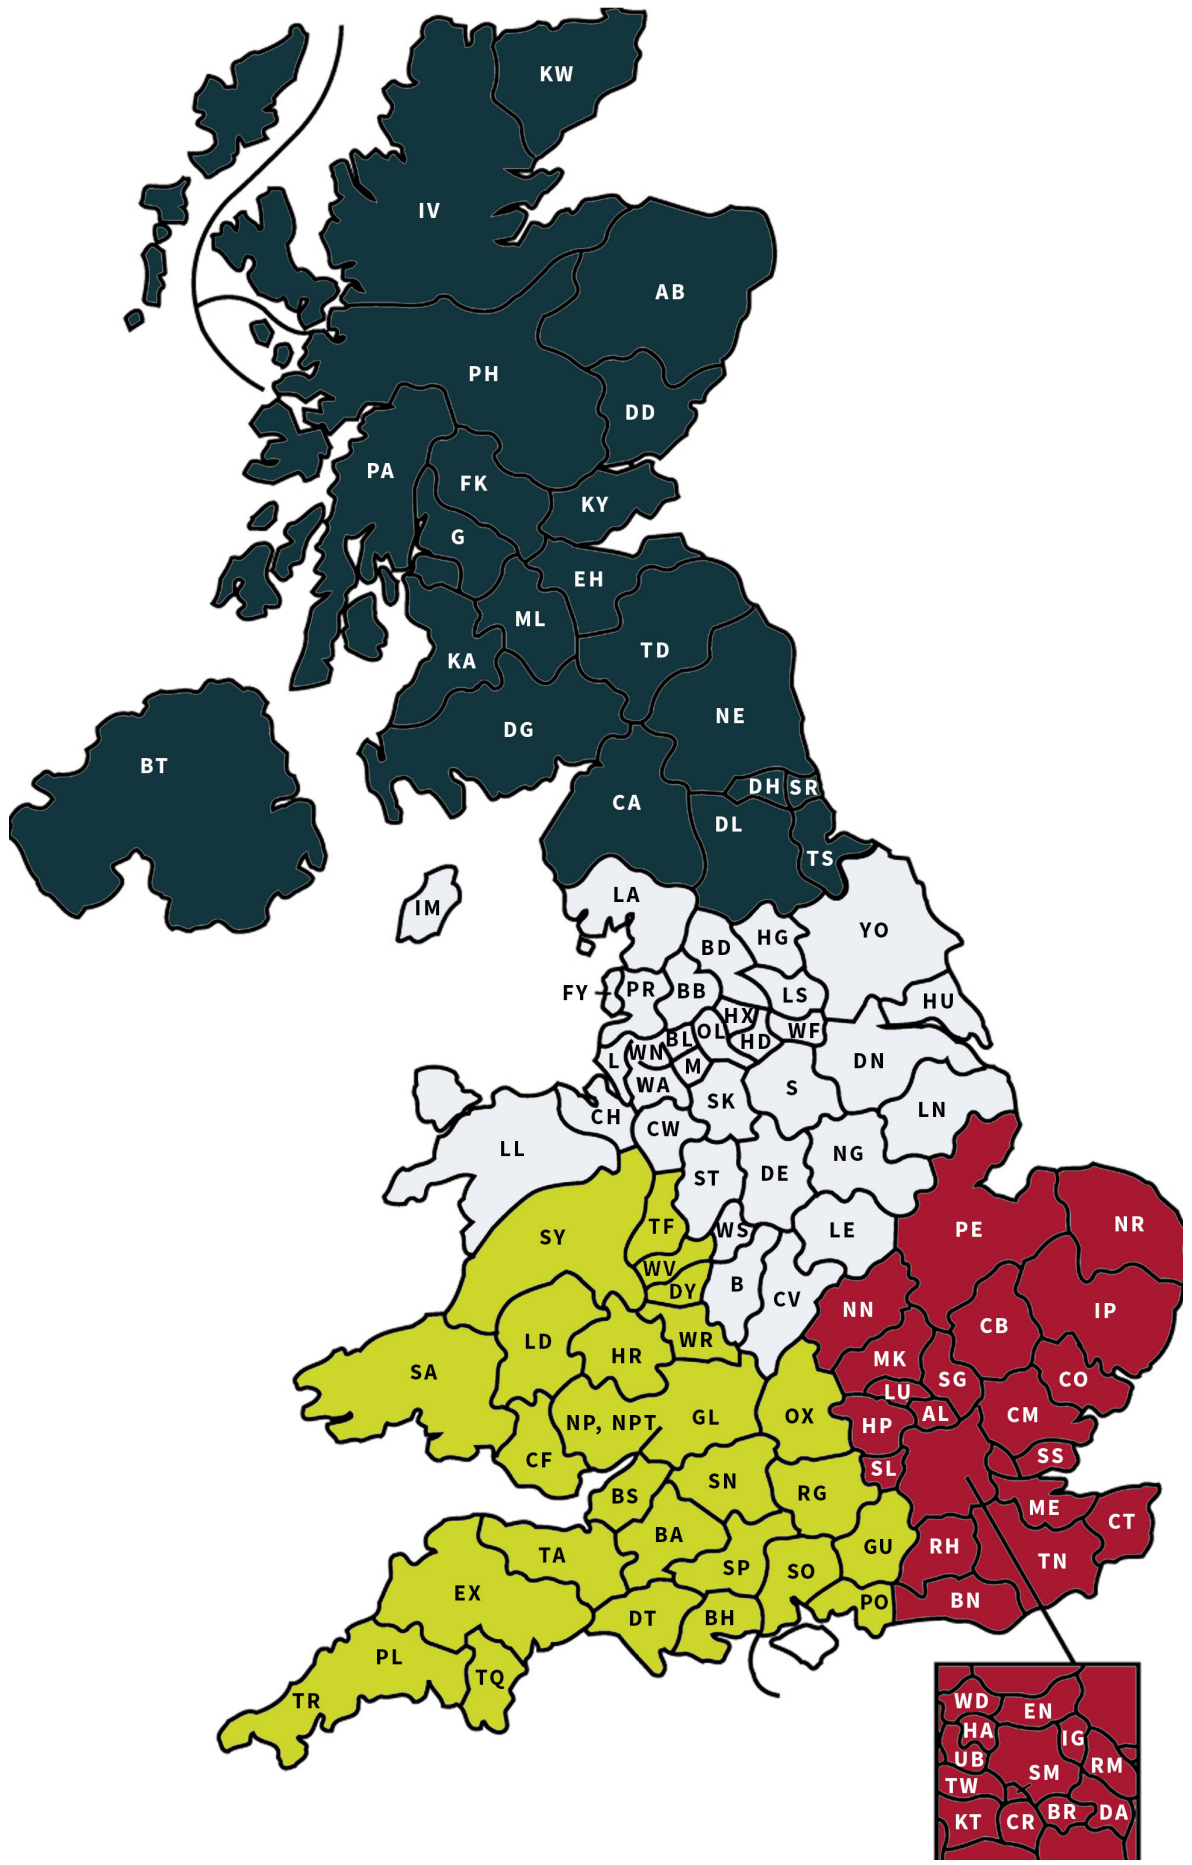 KW
IV
AB
PH
DD
PA
FK
KY
G
EH
ML
TD
KA
NE
DG
BT
DH
SR
CA
DL
TS
LA
IM
YO
HG
BD
FY
PR
BB
LS
HU
HX
OL
WF
BL
HD
WN
L
M
DN
WA
S
SK
LN
CH
CW
LL
NG
ST
DE
PE
NR
TF
WS
LE
SY
WV
DY
B
CV
NN
IP
CB
LD
WR
HR
MK
SA
SG
CO
LU
AL
CM
NP, NPT
GL
OX
HP
CF
SS
SL
SN
RG
BS
ME
CT
BA
GU
RH
TA
TN
SP
SO
EX
BN
PO
DT
BH
PL
TQ
TR
WD
EN
HA
IG
UB
RM
SM
TW
KT
CR
BR
DA